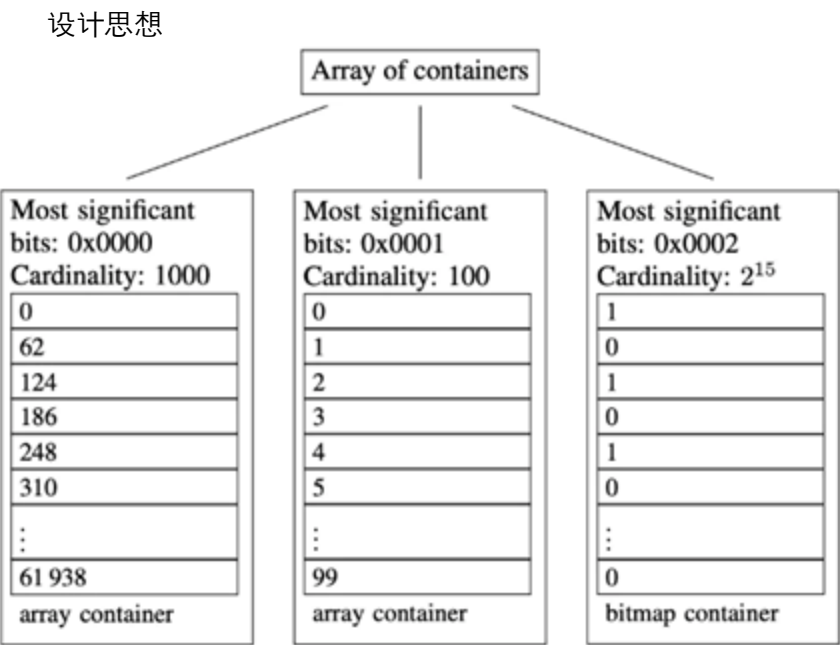 设计思想
Array of containers
Most significant
bits: 0x0000
Cardinality: 1000
0
62
124
186
248
310
⋮
61 938
array container
Most significant
bits: 0x0001
Cardinality: 100
0
1
2
3
4
5
⋮
99
array container
Most significant
bits: 0x0002
Cardinality: 2¹⁵
1
0
1
0
1
0
⋮
0
bitmap container